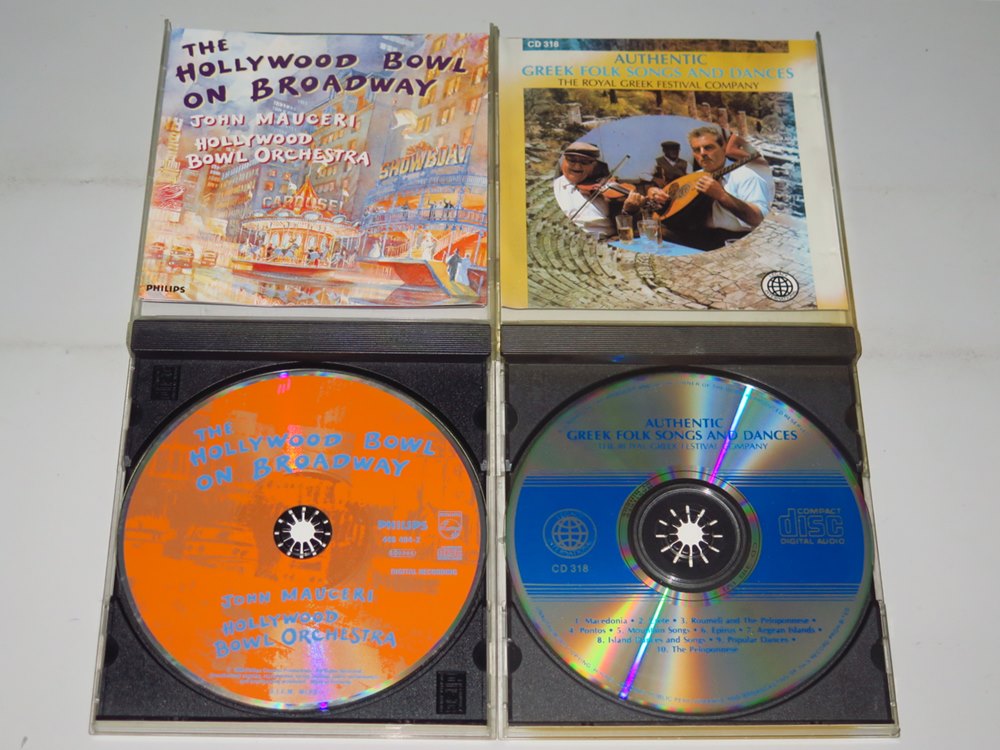 THE
HOLLYWOOD BOWL
ON BROADWAY
JOHN MAUCERI
HOLLYWOOD
BOWL ORCHESTRA
SHOWBOAT
CAROUSEL
PHILIPS
CD 318
AUTHENTIC
GREEK FOLK SONGS AND DANCES
THE ROYAL GREEK FESTIVAL COMPANY
THE
HOLLYWOOD BOWL
ON BROADWAY
PHILIPS
DIGITAL RECORDING
JOHN MAUCERI
HOLLYWOOD
BOWL ORCHESTRA
AUTHENTIC
GREEK FOLK SONGS AND DANCES
THE ROYAL GREEK FESTIVAL COMPANY
COMPACT
disc
DIGITAL AUDIO
CD 318
1. Macedonia • 2. Crete • 3. Roumeli and The Peloponnese •
4. Pontos • 5. Mountain Songs • 6. Epirus • 7. Aegean Islands •
8. Island Dances and Songs • 9. Popular Dances •
10. The Peloponnese